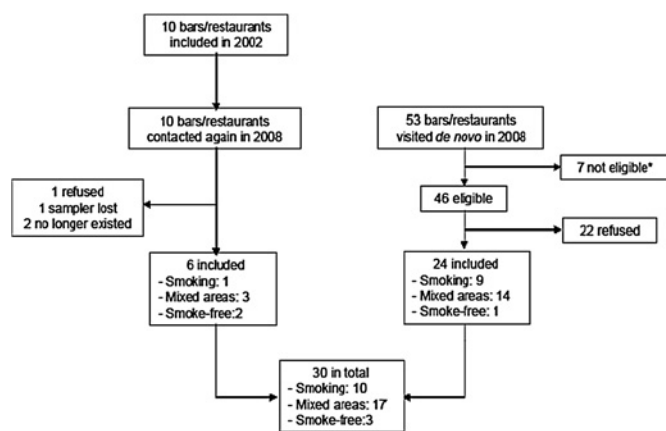 10 bars/restaurants
included in 2002
10 bars/restaurants
contacted again in 2008
53 bars/restaurants
visited de novo in 2008
7 not eligible*
1 refused
1 sampler lost
2 no longer existed
46 eligible
22 refused
6 included
- Smoking: 1
- Mixed areas: 3
- Smoke-free:2
24 included
- Smoking: 9
- Mixed areas: 14
- Smoke-free: 1
30 in total
- Smoking: 10
- Mixed areas: 17
- Smoke-free:3